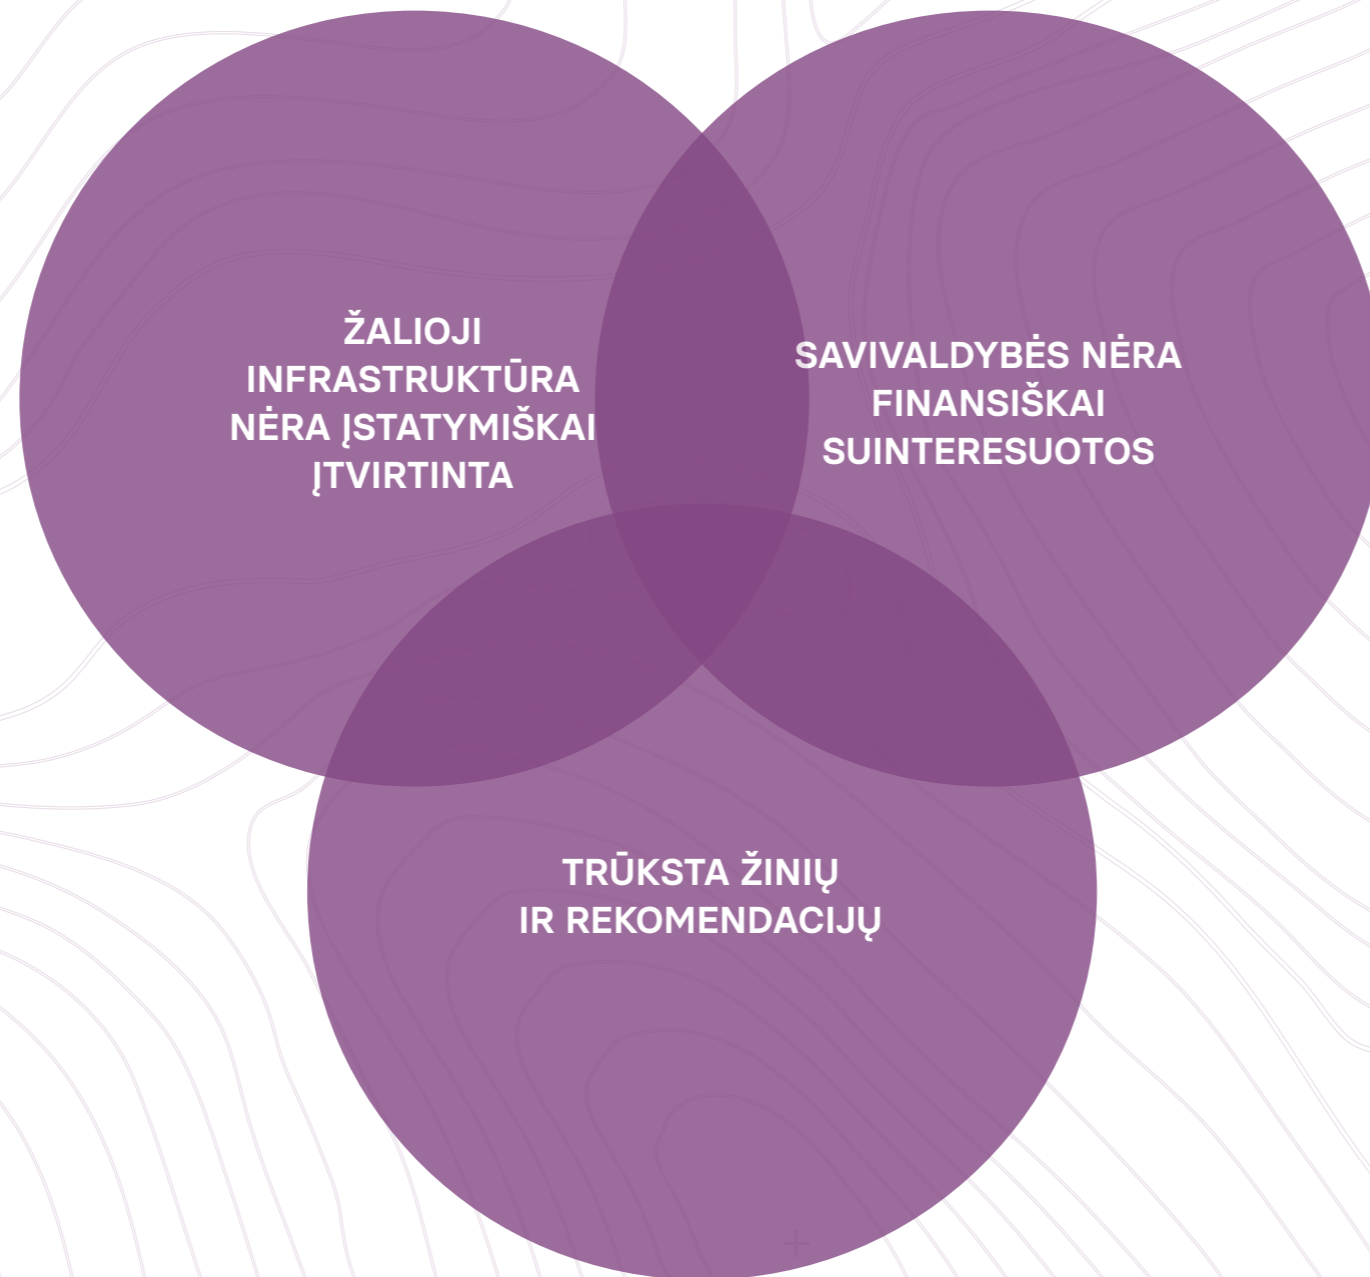 ŽALIOJI
INFRASTRUKTŪRA
NĖRA ĮSTATYMIŠKAI
ĮTVIRTINTA
SAVIVALDYBĖS NĖRA
FINANSIŠKAI
SUINTERESUOTOS
TRŪKSTA ŽINIŲ
IR REKOMENDACIJŲ